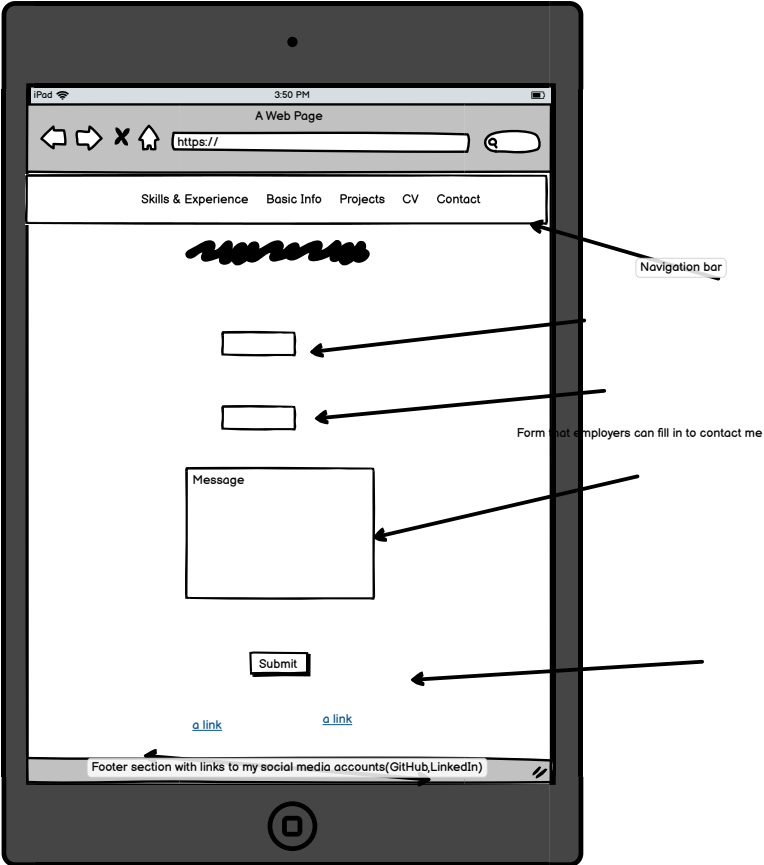 iPad 3:50 PM
A Web Page
https://
Skills & Experience Basic Info Projects CV Contact
Navigation bar
Form that employers can fill in to contact me
Message
Submit
a link a link
Footer section with links to my social media accounts(GitHub,LinkedIn)